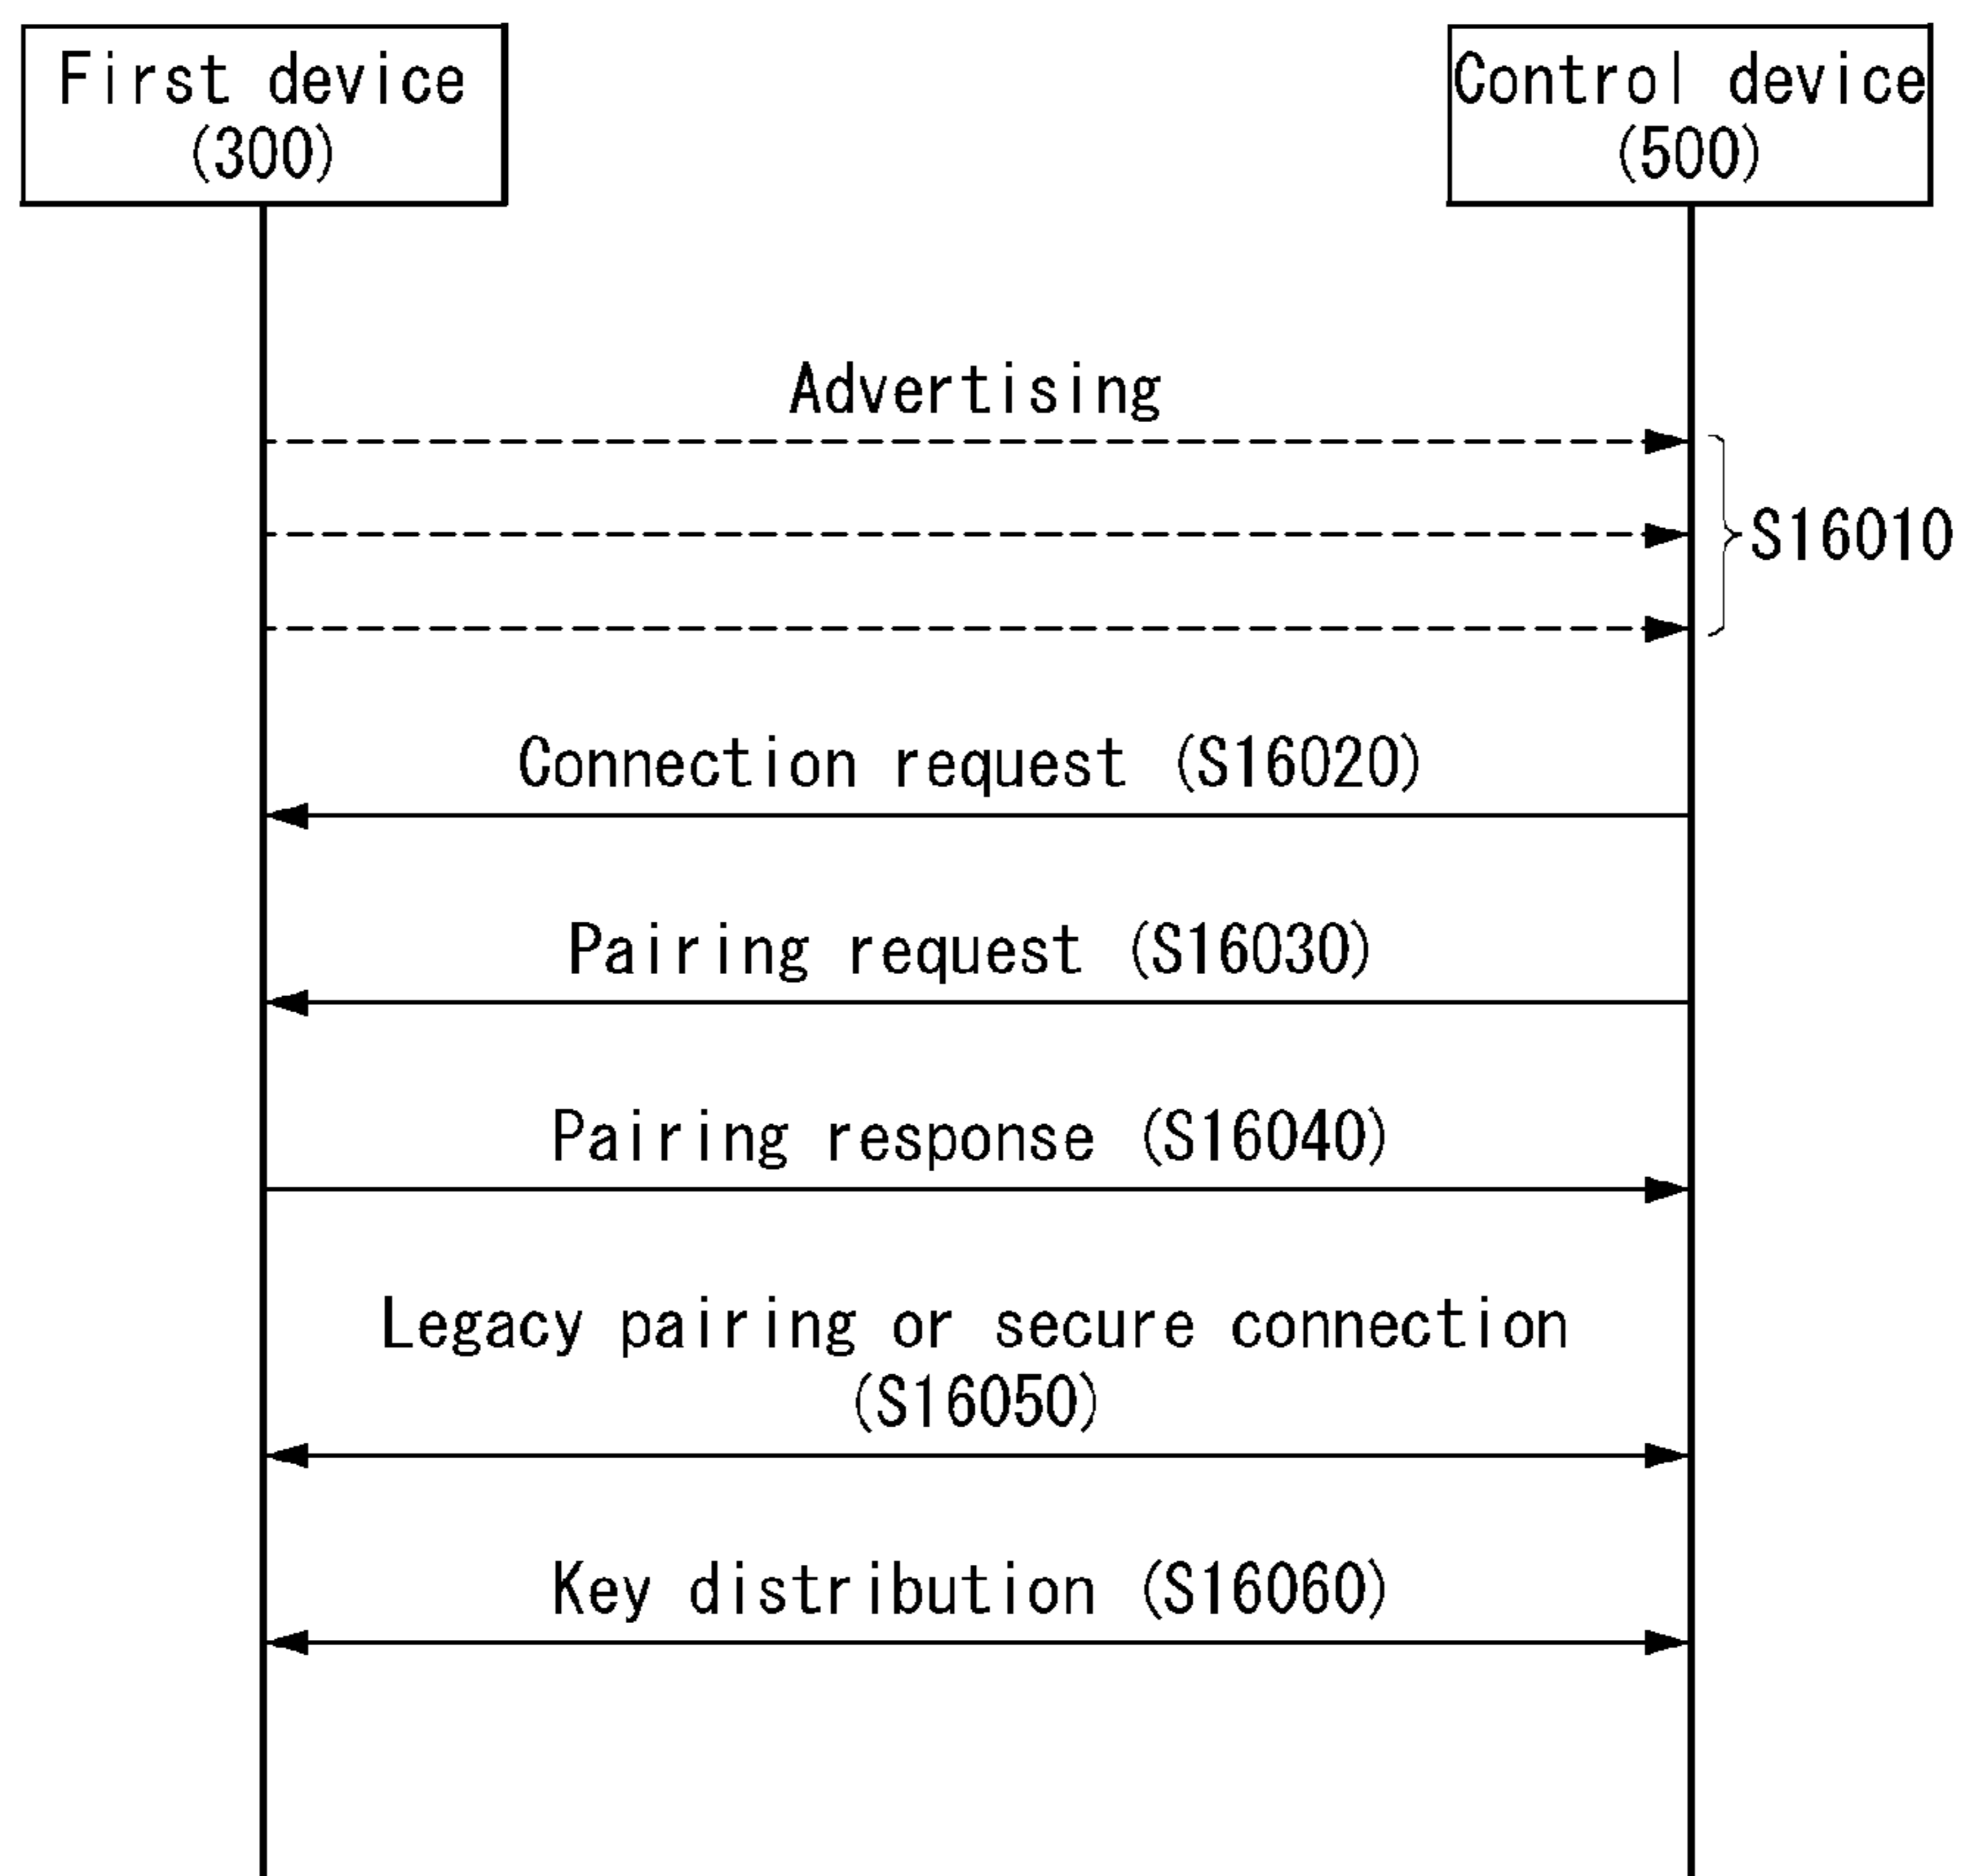 First device
(300)
Control device
(500)
Advertising
S16010
Connection request (S16020)
Pairing request (S16030)
Pairing response (S16040)
Legacy pairing or secure connection
(S16050)
Key distribution (S16060)